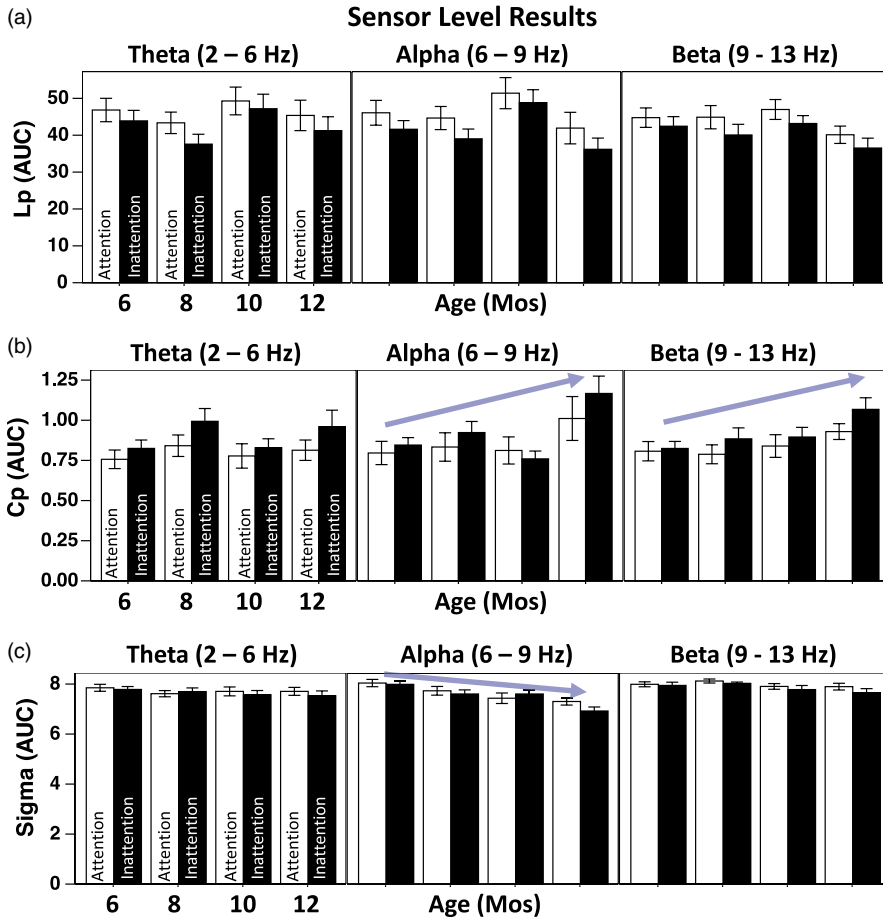 (a)
Sensor Level Results
Theta (2 – 6 Hz) Alpha (6 – 9 Hz) Beta (9 - 13 Hz)
Lp (AUC)
50
40
30
20
10
0
Attention Inattention Attention Inattention Attention Inattention Attention Inattention
6 8 10 12 Age (Mos)
(b)
Theta (2 – 6 Hz) Alpha (6 – 9 Hz) Beta (9 - 13 Hz)
Cp (AUC)
1.25
1.00
0.75
0.50
0.25
0.00
Attention Inattention Attention Inattention Attention Inattention Attention Inattention
6 8 10 12 Age (Mos)
(c)
Theta (2 – 6 Hz) Alpha (6 – 9 Hz) Beta (9 - 13 Hz)
Sigma (AUC)
8
6
4
2
0
Attention Inattention Attention Inattention Attention Inattention Attention Inattention
6 8 10 12 Age (Mos)